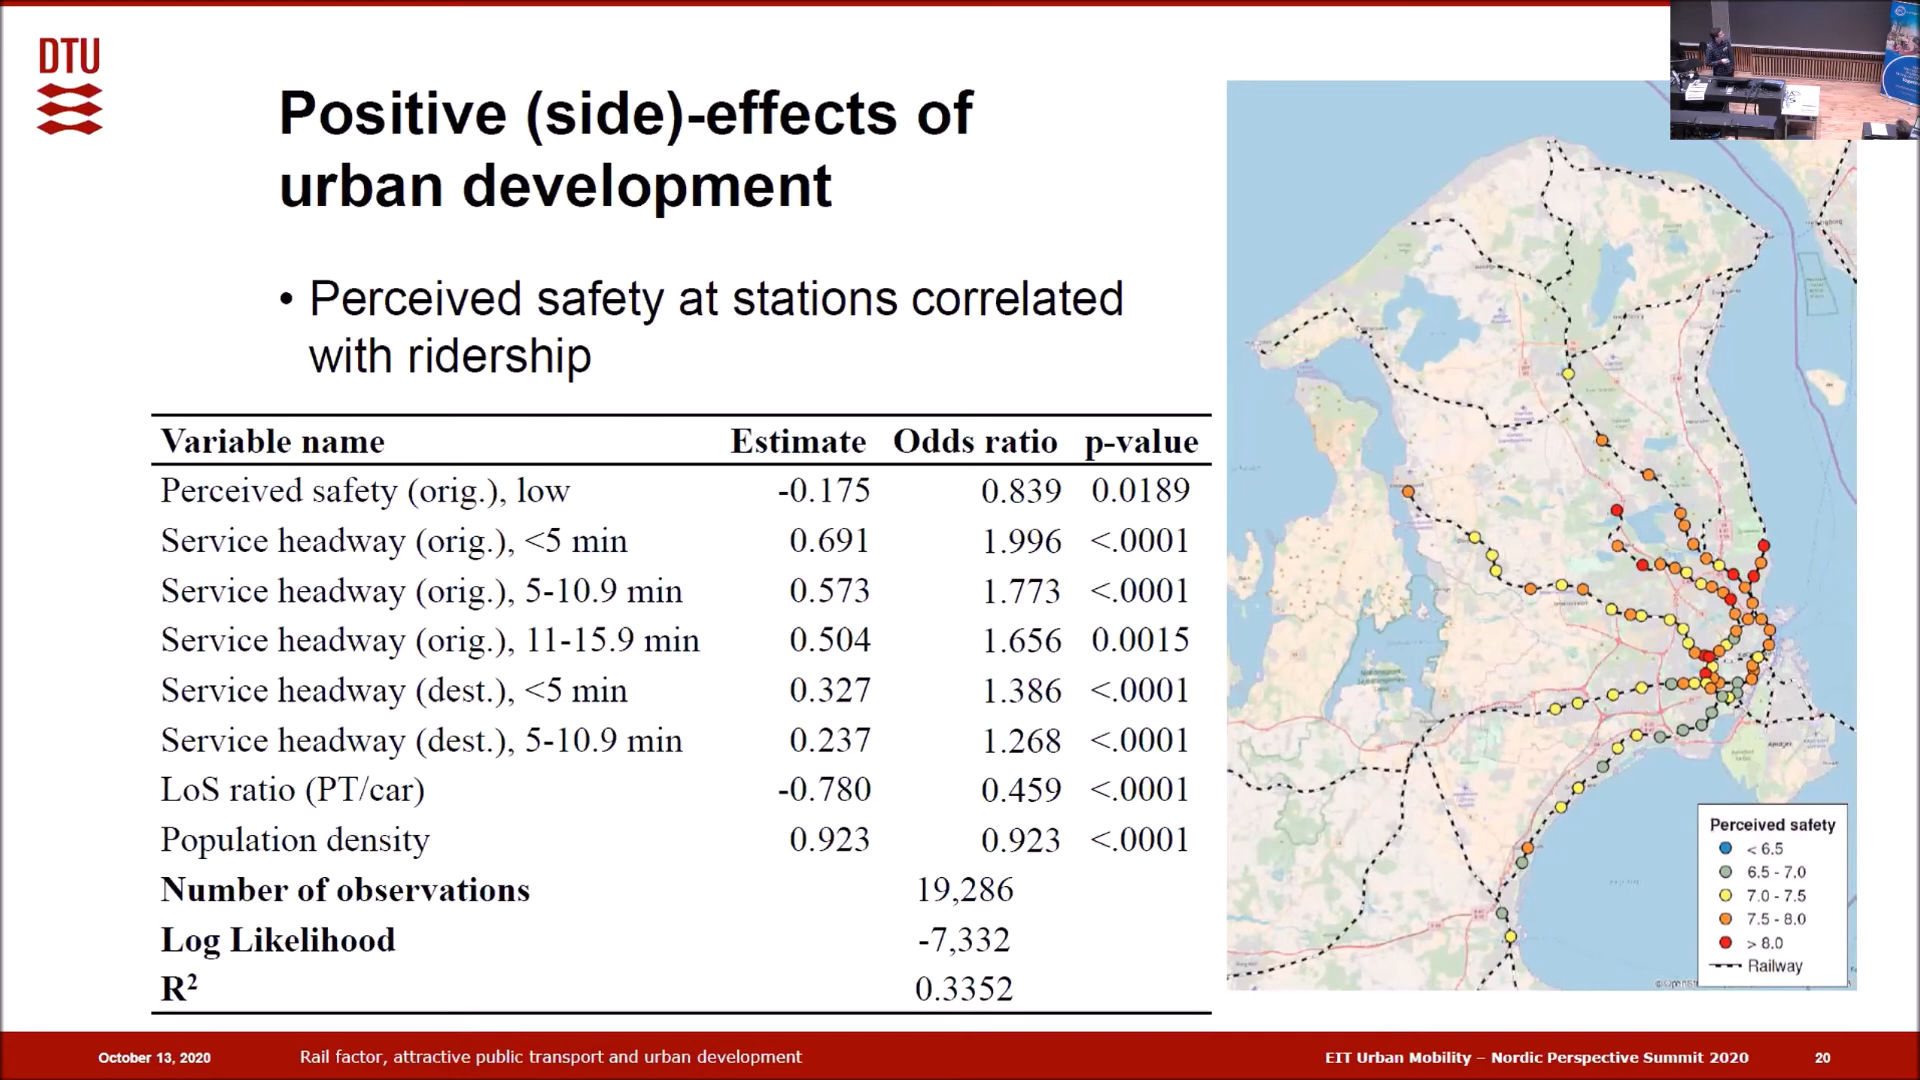 DTU
Positive (side)-effects of
urban development
• Perceived safety at stations correlated
with ridership
Variable name Estimate Odds ratio p-value
Perceived safety (orig.), low -0.175 0.839 0.0189
Service headway (orig.), <5 min 0.691 1.996 <.0001
Service headway (orig.), 5-10.9 min 0.573 1.773 <.0001
Service headway (orig.), 11-15.9 min 0.504 1.656 0.0015
Service headway (dest.), <5 min 0.327 1.386 <.0001
Service headway (dest.), 5-10.9 min 0.237 1.268 <.0001
LoS ratio (PT/car) -0.780 0.459 <.0001
Population density 0.923 0.923 <.0001
Number of observations 19,286
Log Likelihood -7,332
R² 0.3352
Perceived safety
< 6.5
6.5 - 7.0
7.0 - 7.5
7.5 - 8.0
> 8.0
Railway
October 13, 2020 Rail factor, attractive public transport and urban development EIT Urban Mobility – Nordic Perspective Summit 2020 20